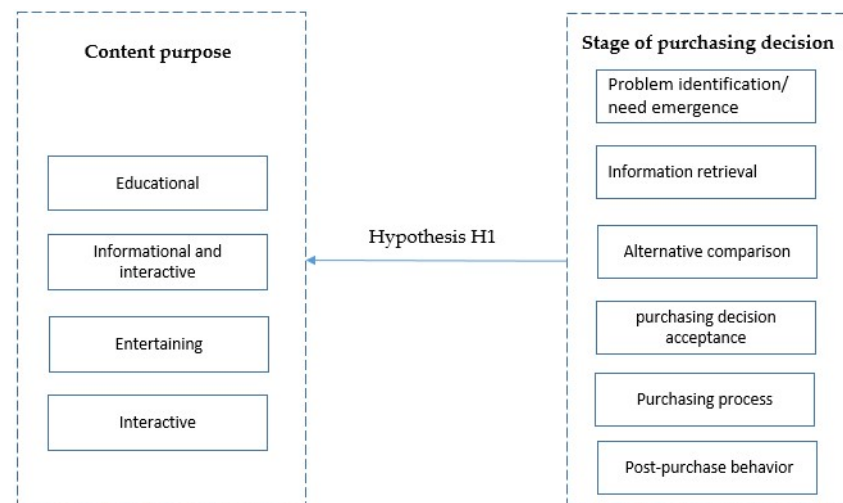 Content purpose
Educational
Informational and
interactive
Entertaining
Interactive
Hypothesis H1
Stage of purchasing decision
Problem identification/
need emergence
Information retrieval
Alternative comparison
purchasing decision
acceptance
Purchasing process
Post-purchase behavior